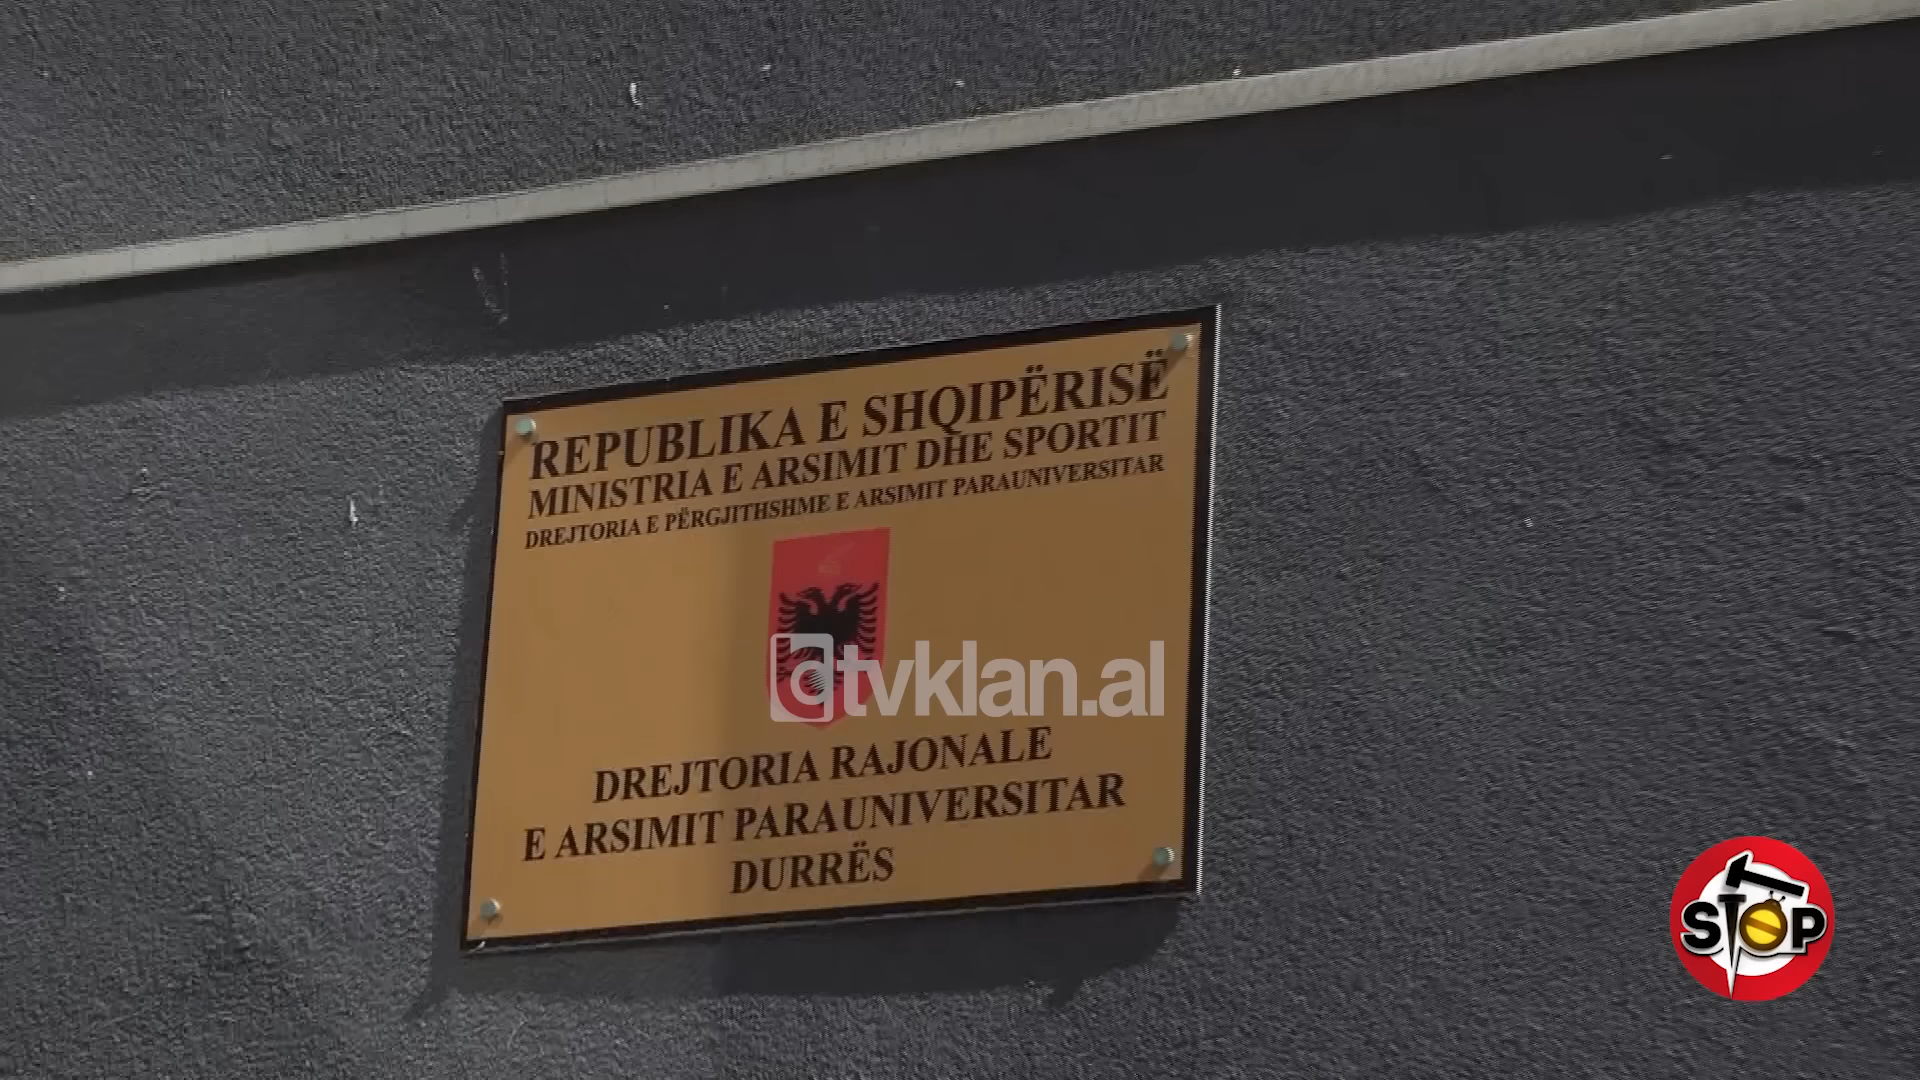 REPUBLIKA E SHQIPËRISË
MINISTRIA E ARSIMIT DHE SPORTIT
DREJTORIA E PËRGJITHSHME E ARSIMIT PARAUNIVERSITAR
tvklan.al
DREJTORIA RAJONALE
E ARSIMIT PARAUNIVERSITAR
DURRËS
STOP